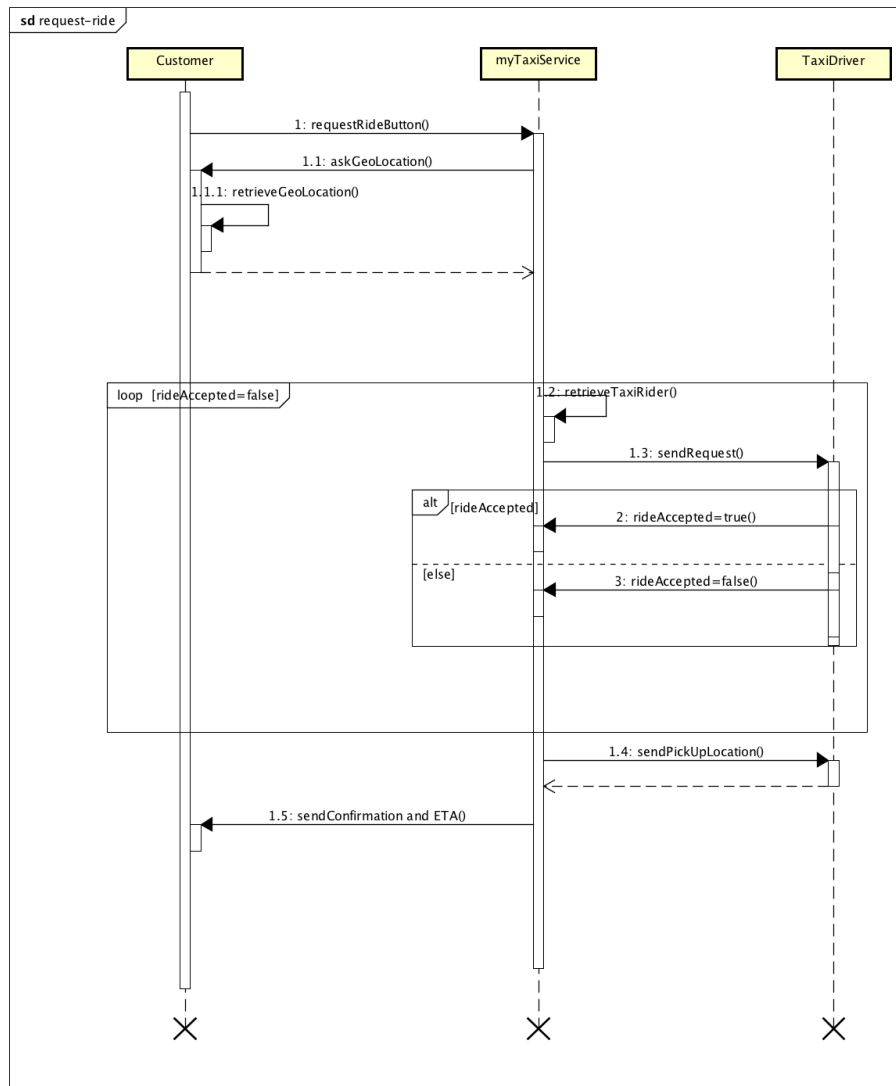 sd request-ride
Customer
myTaxiService
TaxiDriver
1: requestRideButton()
1.1: askGeoLocation()
1.1.1: retrieveGeoLocation()
loop [rideAccepted=false]
1.2: retrieveTaxiRider()
1.3: sendRequest()
alt
[rideAccepted]
2: rideAccepted=true()
[else]
3: rideAccepted=false()
1.4: sendPickUpLocation()
1.5: sendConfirmation and ETA()